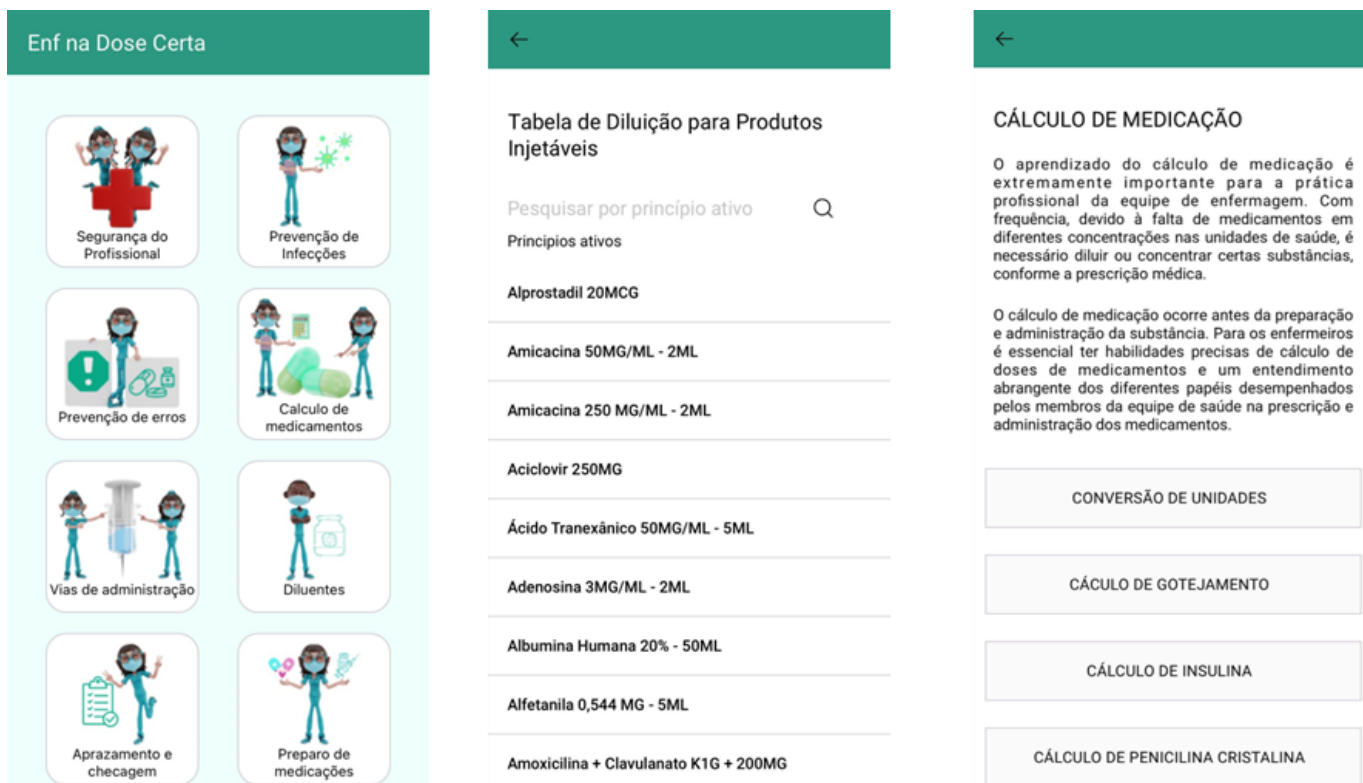 Enf na Dose Certa
Segurança do
Profissional
Prevenção de
Infecções
Prevenção de erros
Calculo de
medicamentos
Vias de administração
Diluentes
Aprazamento e
checagem
Preparo de
medicações
Tabela de Diluição para Produtos
Injetáveis
Pesquisar por princípio ativo
Principios ativos
Alprostadil 20MCG
Amicacina 50MG/ML - 2ML
Amicacina 250 MG/ML - 2ML
Aciclovir 250MG
Ácido Tranexânico 50MG/ML - 5ML
Adenosina 3MG/ML - 2ML
Albumina Humana 20% - 50ML
Alfetanila 0,544 MG - 5ML
Amoxicilina + Clavulanato K1G + 200MG
CÁLCULO DE MEDICAÇÃO
O aprendizado do cálculo de medicação é
extremamente importante para a prática
profissional da equipe de enfermagem. Com
frequência, devido à falta de medicamentos em
diferentes concentrações nas unidades de saúde, é
necessário diluir ou concentrar certas substâncias,
conforme a prescrição médica.
O cálculo de medicação ocorre antes da preparação
e administração da substância. Para os enfermeiros
é essencial ter habilidades precisas de cálculo de
doses de medicamentos e um entendimento
abrangente dos diferentes papéis desempenhados
pelos membros da equipe de saúde na prescrição e
administração dos medicamentos.
CONVERSÃO DE UNIDADES
CÁCULO DE GOTEJAMENTO
CÁLCULO DE INSULINA
CÁLCULO DE PENICILINA CRISTALINA